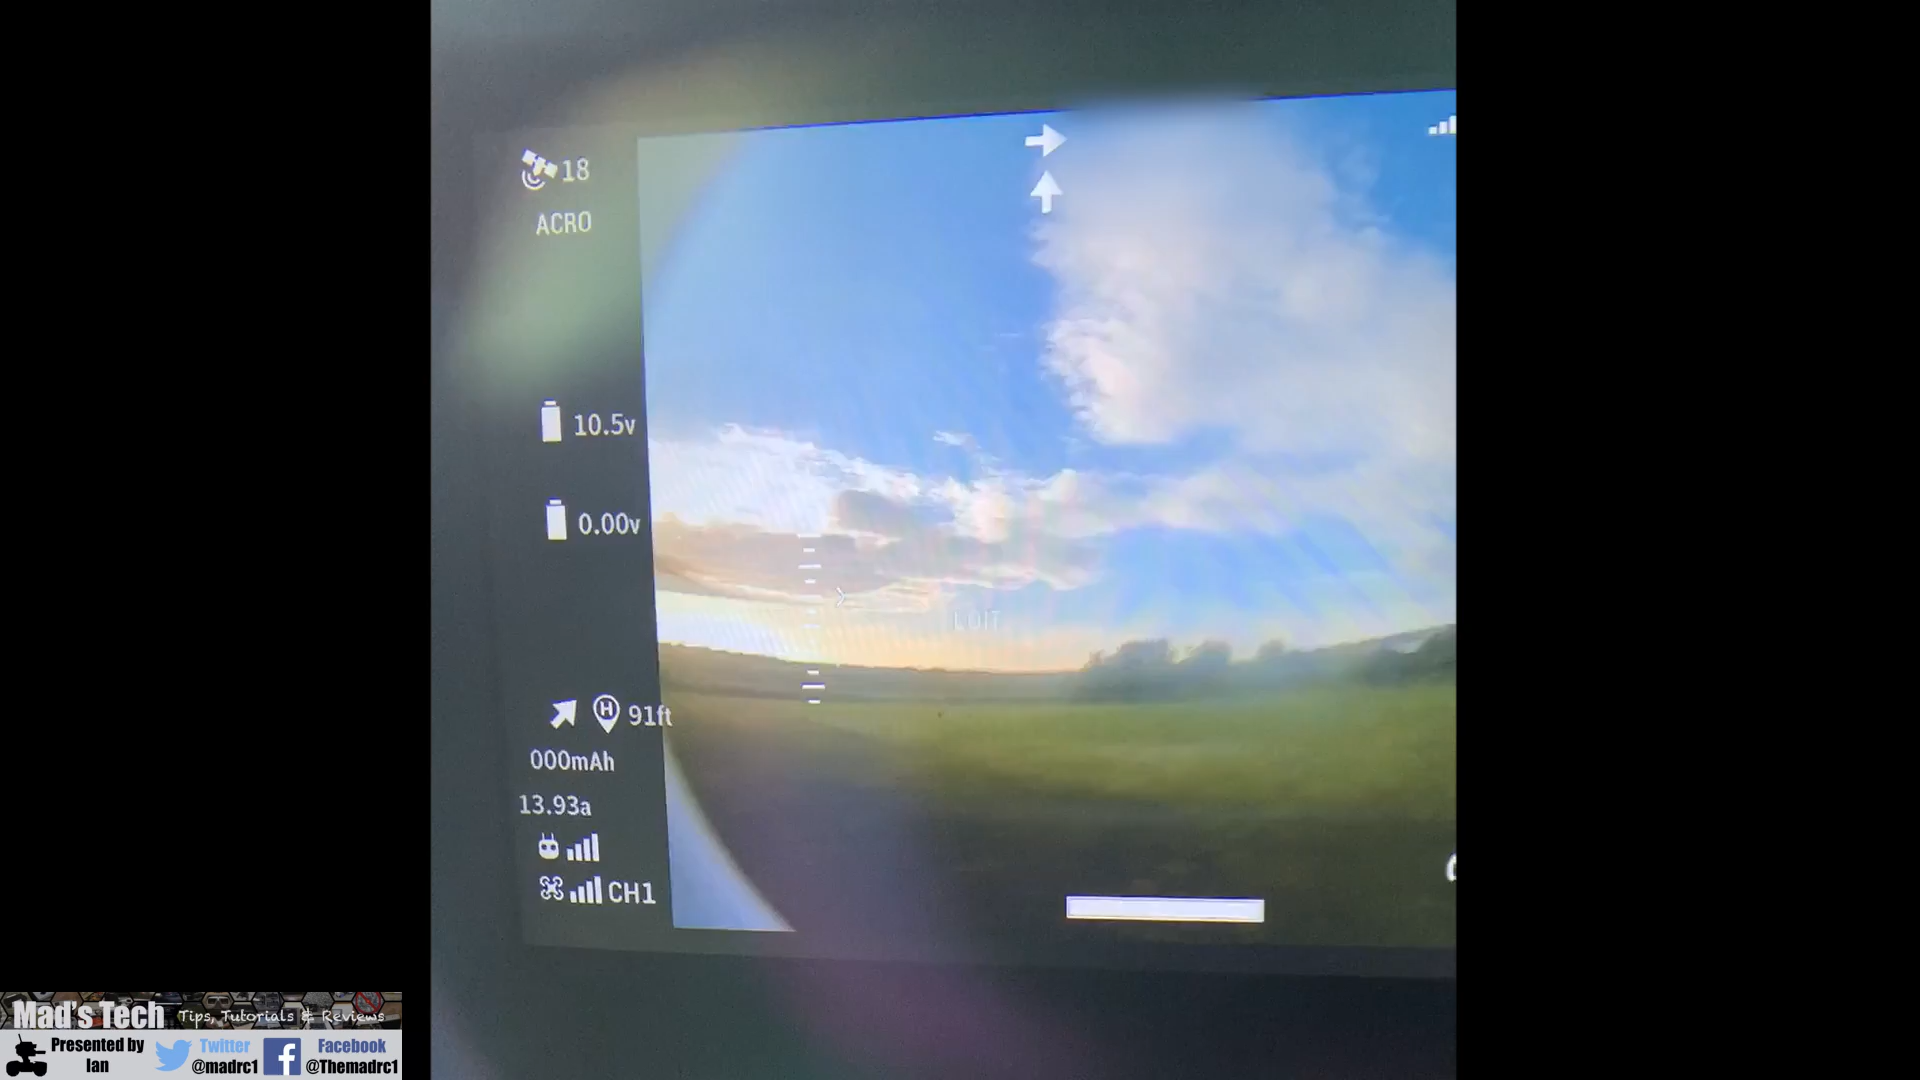 18
ACRO
10.5v
0.00v
LOIT
H 91ft
000mAh
13.93a
CH1
Mad's Tech Tips, Tutorials & Reviews
Presented by Ian
Twitter @madrc1
f Facebook @Themadrc1